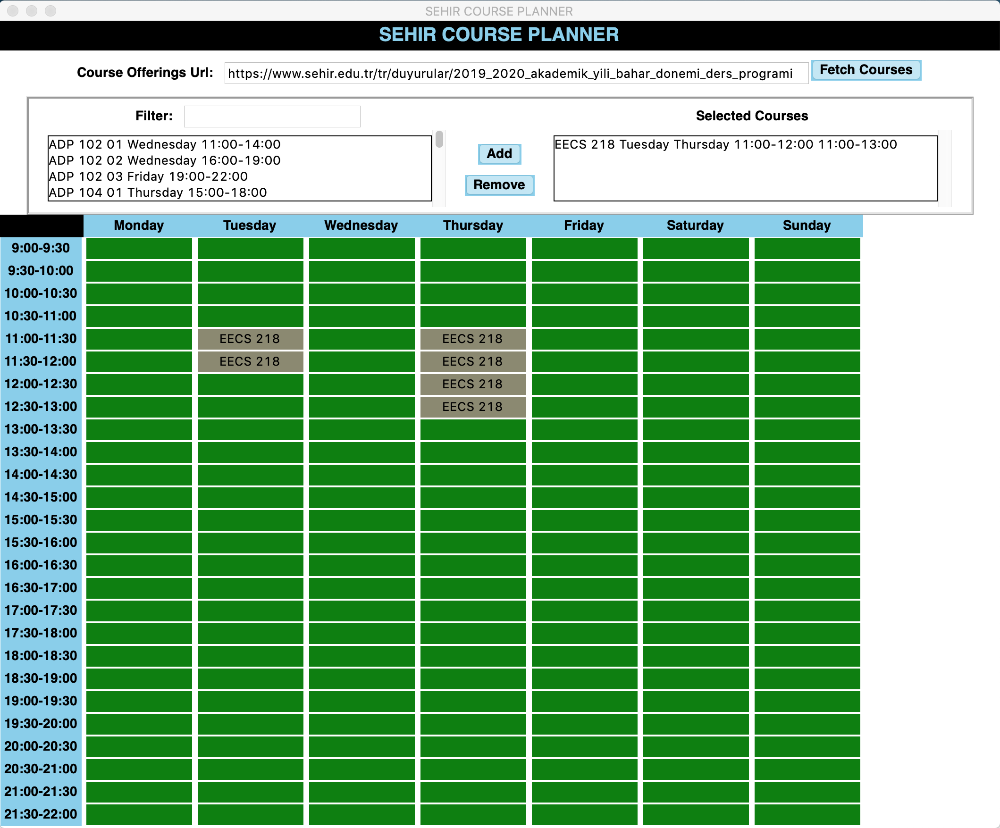 SEHIR COURSE PLANNER
SEHIR COURSE PLANNER
Course Offerings Url: https://www.sehir.edu.tr/tr/duyurular/2019_2020_akademik_yili_bahar_donemi_ders_programi Fetch Courses
Filter: Selected Courses
ADP 102 01 Wednesday 11:00-14:00
ADP 102 02 Wednesday 16:00-19:00
ADP 102 03 Friday 19:00-22:00
ADP 104 01 Thursday 15:00-18:00
Add
Remove
EECS 218 Tuesday Thursday 11:00-12:00 11:00-13:00
Monday Tuesday Wednesday Thursday Friday Saturday Sunday
9:00-9:30
9:30-10:00
10:00-10:30
10:30-11:00
11:00-11:30 EECS 218 EECS 218
11:30-12:00 EECS 218 EECS 218
12:00-12:30 EECS 218
12:30-13:00 EECS 218
13:00-13:30
13:30-14:00
14:00-14:30
14:30-15:00
15:00-15:30
15:30-16:00
16:00-16:30
16:30-17:00
17:00-17:30
17:30-18:00
18:00-18:30
18:30-19:00
19:00-19:30
19:30-20:00
20:00-20:30
20:30-21:00
21:00-21:30
21:30-22:00